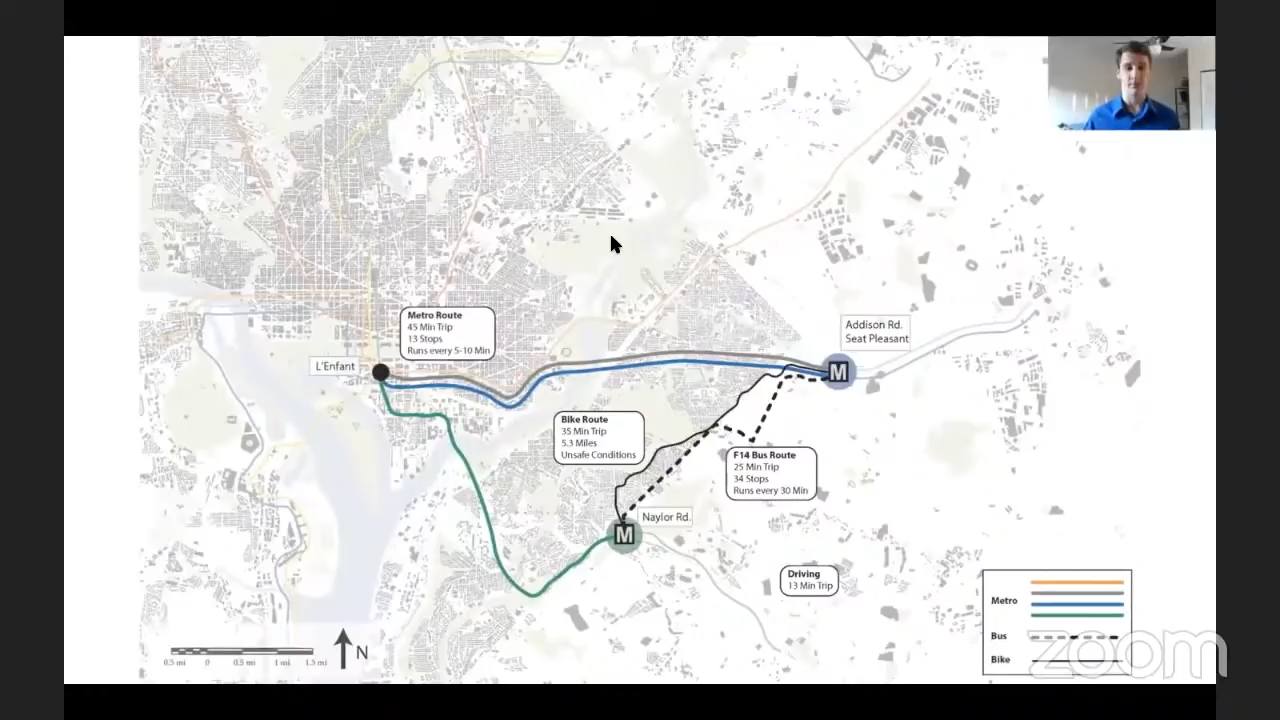 Metro Route
45 Min Trip
13 Stops
Runs every 5-10 Min
L'Enfant
Addison Rd.
Seat Pleasant
M
Bike Route
35 Min Trip
5.3 Miles
Unsafe Conditions
F14 Bus Route
25 Min Trip
34 Stops
Runs every 30 Min
Naylor Rd.
M
Driving
13 Min Trip
Metro
Bus
Bike
N
0.5 mi 0 0.5 mi 1 mi 1.5 mi
zoom